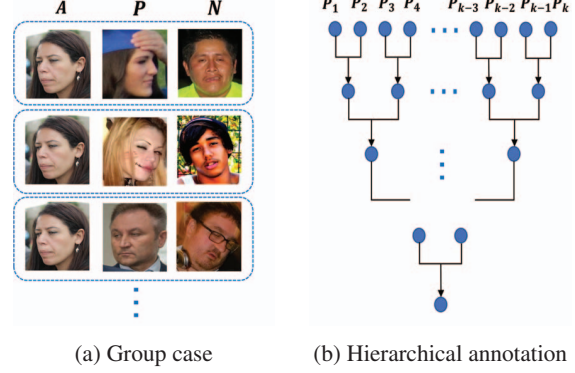 A P N
P1 P2 P3 P4 Pk−3 Pk−2 Pk−1 Pk
(a) Group case
(b) Hierarchical annotation